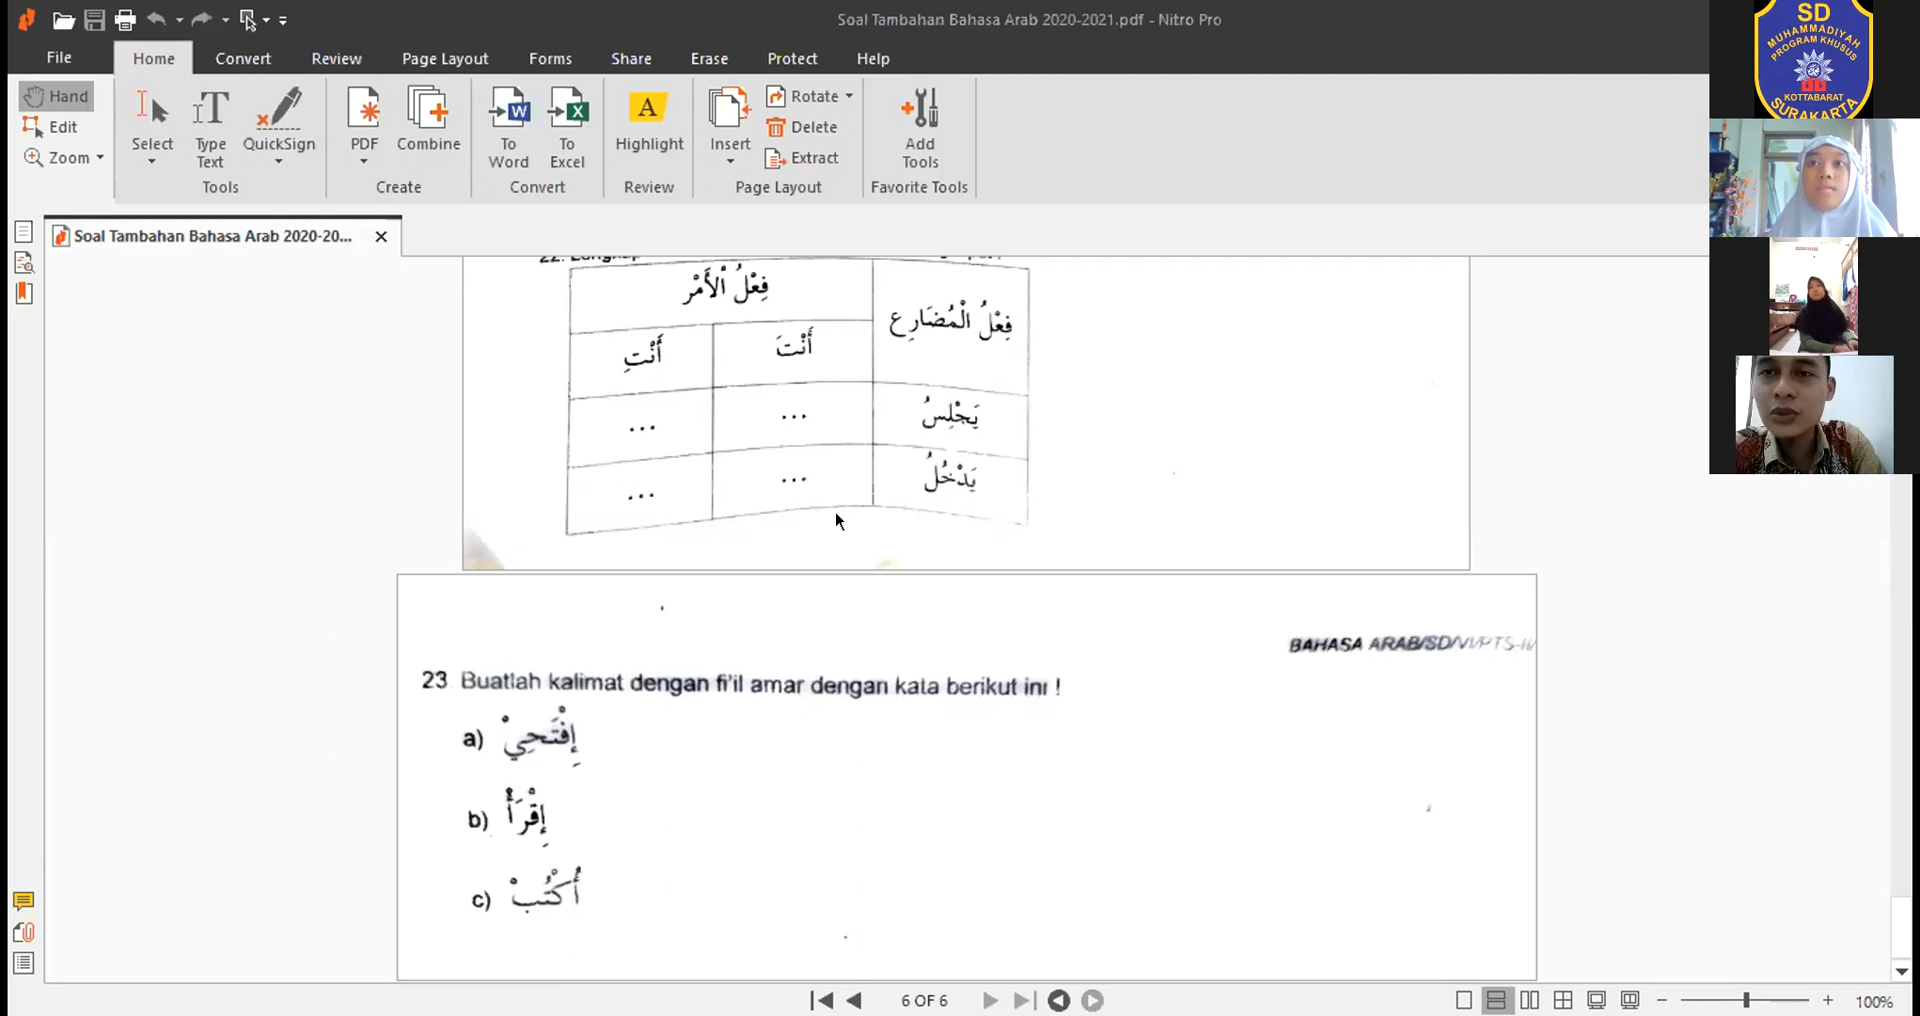 Soal Tambahan Bahasa Arab 2020-2021.pdf - Nitro Pro
File Home Convert Review Page Layout Forms Share Erase Protect Help
Hand
Edit
Zoom
Select
Type Text
QuickSign
Tools
PDF
Combine
Create
To Word
To Excel
Convert
Highlight
Review
Insert
Rotate
Delete
Extract
Page Layout
Add Tools
Favorite Tools
SD
MUHAMMADIYAH
PROGRAM KHUSUS
KOTTABARAT
SURAKARTA
Soal Tambahan Bahasa Arab 2020-20...
22.
فِعْلُ الْمُضَارِع فِعْلُ الْأَمْرْ
أَنْتَ أَنْتِ
يَجْلِسُ ... ...
يَدْخُلُ ... ...
BAHASA ARAB/SD/VI/PTS-II/
23 Buatlah kalimat dengan fi'il amar dengan kata berikut ini !
a) إِفْتَحِيْ
b) إِقْرَأْ
c) أُكْتُبْ
6 OF 6
100%